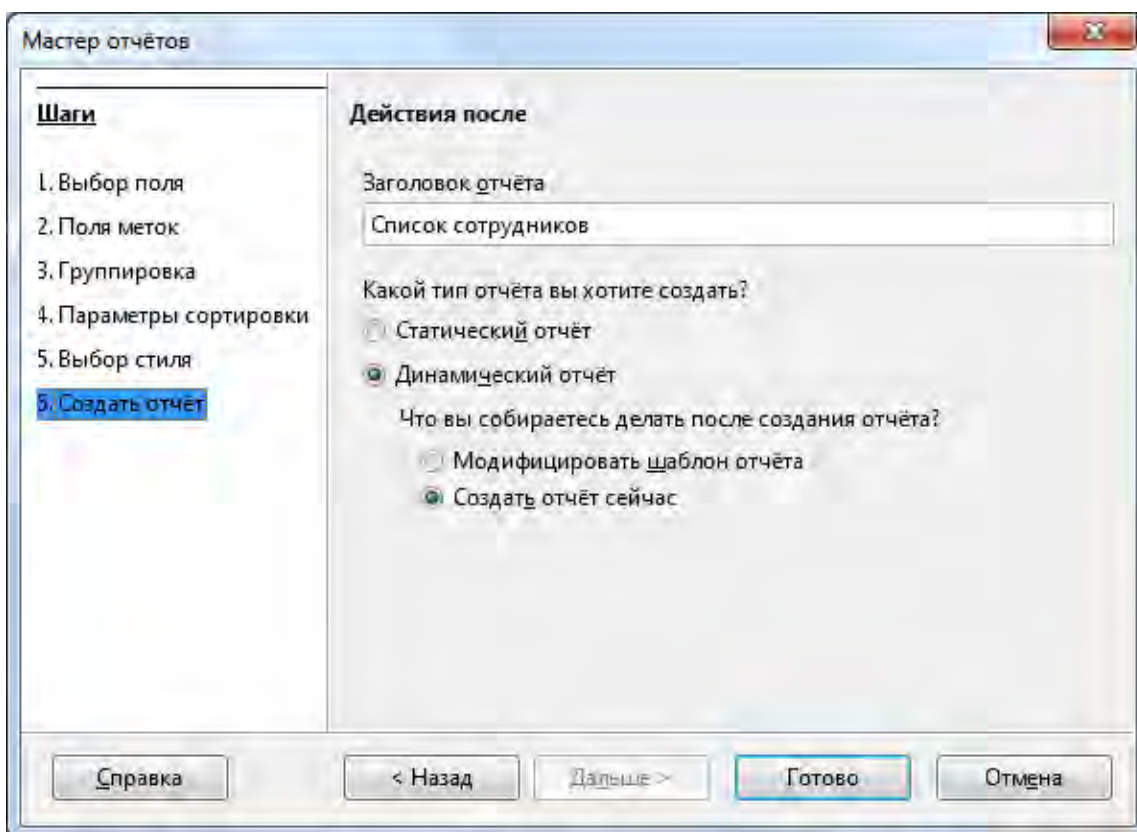 Мастер отчётов
Шаги
1. Выбор поля
2. Поля меток
3. Группировка
4. Параметры сортировки
5. Выбор стиля
5. Создать отчёт
Действия после
Заголовок отчёта
Список сотрудников
Какой тип отчёта вы хотите создать?
Статический отчёт
Динамический отчёт
Что вы собираетесь делать после создания отчёта?
Модифицировать шаблон отчёта
Создать отчёт сейчас
Справка
< Назад
Дальше >
Готово
Отмена